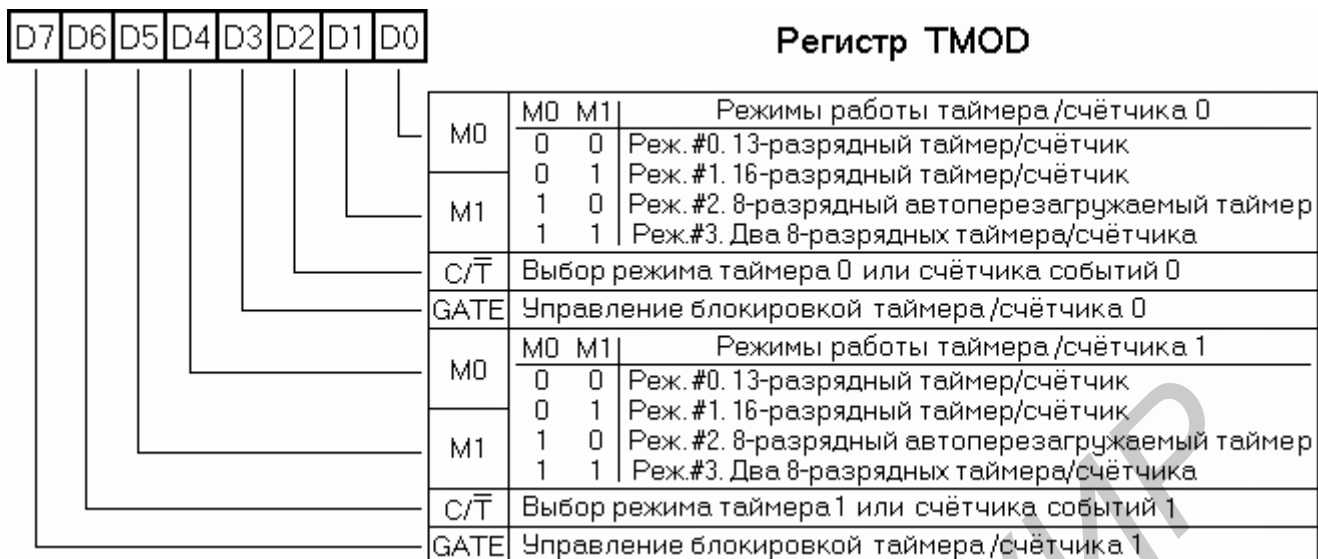 D7 D6 D5 D4 D3 D2 D1 D0
Регистр TMOD
M0
M0 M1 Режимы работы таймера/счётчика 0
0 0 Реж.#0. 13-разрядный таймер/счётчик
0 1 Реж.#1. 16-разрядный таймер/счётчик
M1
1 0 Реж.#2. 8-разрядный автоперезагружаемый таймер
1 1 Реж.#3. Два 8-разрядных таймера/счётчика
C/T̅ Выбор режима таймера 0 или счётчика событий 0
GATE Управление блокировкой таймера/счётчика 0
M0
M0 M1 Режимы работы таймера/счётчика 1
0 0 Реж.#0. 13-разрядный таймер/счётчик
0 1 Реж.#1. 16-разрядный таймер/счётчик
M1
1 0 Реж.#2. 8-разрядный автоперезагружаемый таймер
1 1 Реж.#3. Два 8-разрядных таймера/счётчика
C/T̅ Выбор режима таймера1 или счётчика событий 1
GATE Управление блокировкой таймера/счётчика 1